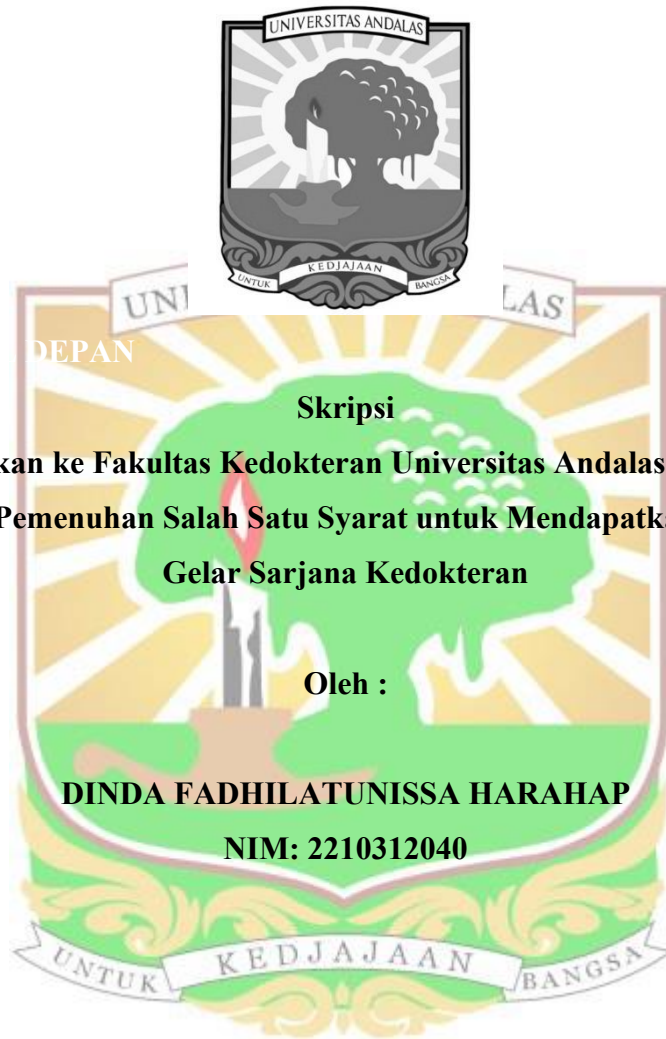 UNIVERSITAS ANDALAS
UNTUK KEDJAJAAN BANGSA
DEPAN
Skripsi
kan ke Fakultas Kedokteran Universitas Andalas
Pemenuhan Salah Satu Syarat untuk Mendapatka
Gelar Sarjana Kedokteran
Oleh :
DINDA FADHILATUNISSA HARAHAP
NIM: 2210312040
UNTUK KEDJAJAAN BANGSA